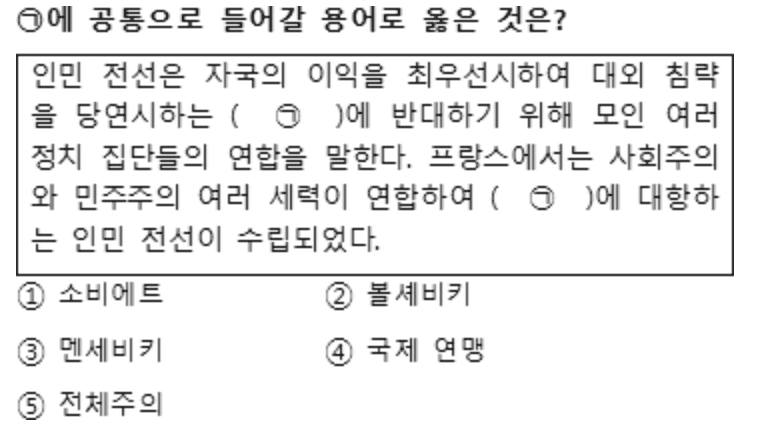 ㉠에 공통으로 들어갈 용어로 옳은 것은?
인민 전선은 자국의 이익을 최우선시하여 대외 침략
을 당연시하는 ( ㉠ )에 반대하기 위해 모인 여러
정치 집단들의 연합을 말한다. 프랑스에서는 사회주의
와 민주주의 여러 세력이 연합하여 ( ㉠ )에 대항하
는 인민 전선이 수립되었다.
① 소비에트 ② 볼셰비키
③ 멘세비키 ④ 국제 연맹
⑤ 전체주의